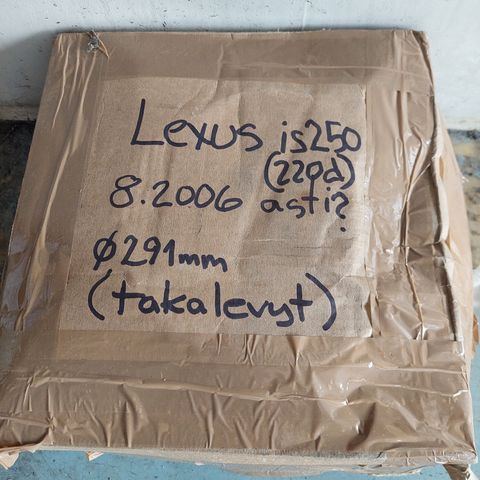 Lexus is250
(220d)
8.2006 asti?
Ø291mm
(takalevyt)